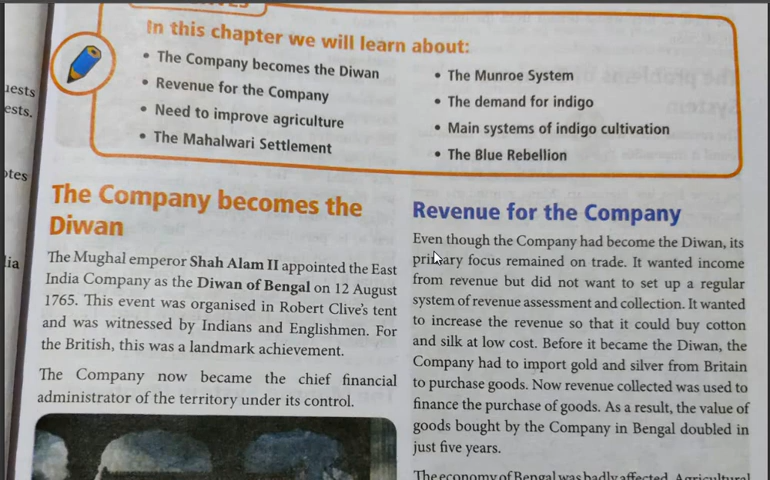 uests
ests.
otes
lia
In this chapter we will learn about:
• The Company becomes the Diwan
• Revenue for the Company
• Need to improve agriculture
• The Mahalwari Settlement
• The Munroe System
• The demand for indigo
• Main systems of indigo cultivation
• The Blue Rebellion
The Company becomes the
Diwan
The Mughal emperor Shah Alam II appointed the East
India Company as the Diwan of Bengal on 12 August
1765. This event was organised in Robert Clive's tent
and was witnessed by Indians and Englishmen. For
the British, this was a landmark achievement.
The Company now became the chief financial
administrator of the territory under its control.
Revenue for the Company
Even though the Company had become the Diwan, its
primary focus remained on trade. It wanted income
from revenue but did not want to set up a regular
system of revenue assessment and collection. It wanted
to increase the revenue so that it could buy cotton
and silk at low cost. Before it became the Diwan, the
Company had to import gold and silver from Britain
to purchase goods. Now revenue collected was used to
finance the purchase of goods. As a result, the value of
goods bought by the Company in Bengal doubled in
just five years.
The economy of Bengal was badly affected. Agricultural